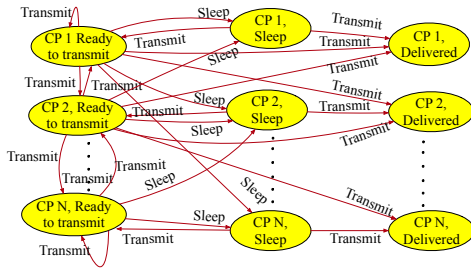 Transmit
Sleep
CP 1 Ready
to transmit
Transmit
CP 1,
Sleep
Transmit
CP 1,
Delivered
Transmit
Transmit
Transmit
Sleep
Transmit
CP 2, Ready
to transmit
Sleep
Transmit
Sleep
CP 2,
Sleep
Transmit
Transmit
CP 2,
Delivered
Transmit
Transmit
Transmit
Sleep
Sleep
Transmit
CP N, Ready
to transmit
Sleep
Transmit
CP N,
Sleep
Transmit
CP N,
Delivered
Transmit